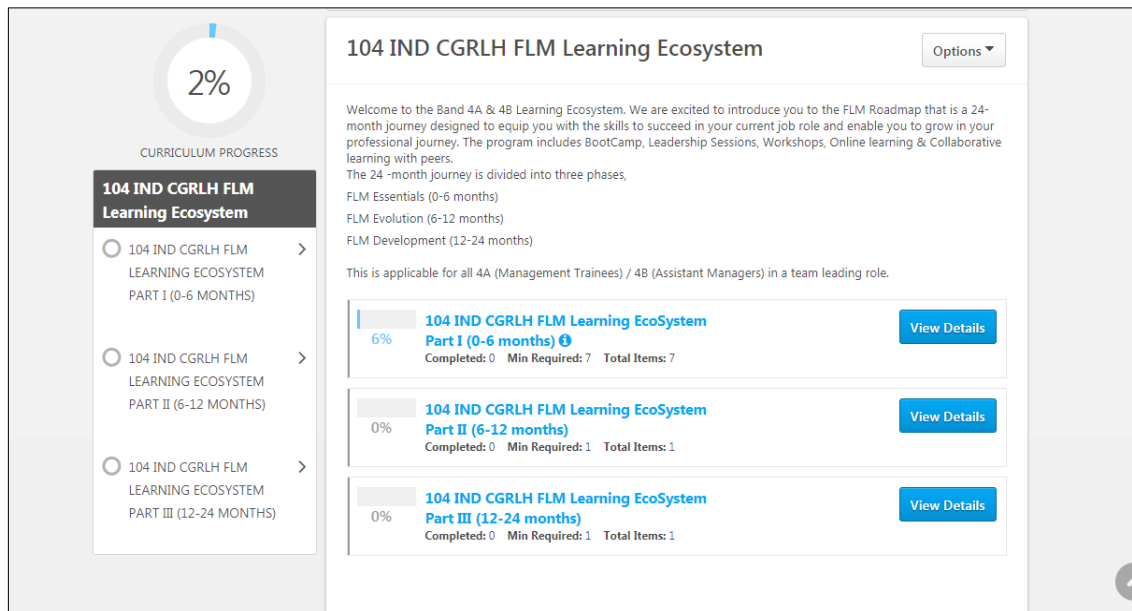 2%
CURRICULUM PROGRESS
104 IND CGRLH FLM
Learning Ecosystem
104 IND CGRLH FLM
LEARNING ECOSYSTEM
PART I (0-6 MONTHS)
104 IND CGRLH FLM
LEARNING ECOSYSTEM
PART II (6-12 MONTHS)
104 IND CGRLH FLM
LEARNING ECOSYSTEM
PART III (12-24 MONTHS)
104 IND CGRLH FLM Learning Ecosystem
Options
Welcome to the Band 4A & 4B Learning Ecosystem. We are excited to introduce you to the FLM Roadmap that is a 24-
month journey designed to equip you with the skills to succeed in your current job role and enable you to grow in your
professional journey. The program includes BootCamp, Leadership Sessions, Workshops, Online learning & Collaborative
learning with peers.
The 24 -month journey is divided into three phases,
FLM Essentials (0-6 months)
FLM Evolution (6-12 months)
FLM Development (12-24 months)
This is applicable for all 4A (Management Trainees) / 4B (Assistant Managers) in a team leading role.
6%
104 IND CGRLH FLM Learning EcoSystem
Part I (0-6 months)
Completed: 0 Min Required: 7 Total Items: 7
View Details
0%
104 IND CGRLH FLM Learning EcoSystem
Part II (6-12 months)
Completed: 0 Min Required: 1 Total Items: 1
View Details
0%
104 IND CGRLH FLM Learning EcoSystem
Part III (12-24 months)
Completed: 0 Min Required: 1 Total Items: 1
View Details